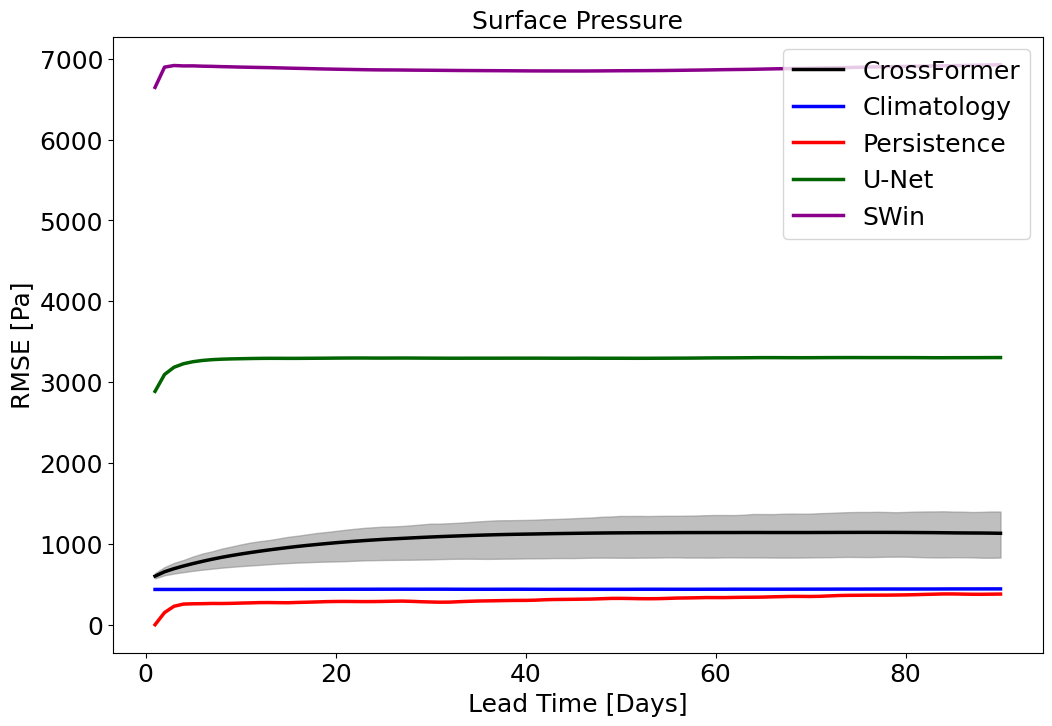 Surface Pressure
RMSE [Pa]
7000
6000
5000
4000
3000
2000
1000
0
CrossFormer
Climatology
Persistence
U-Net
SWin
0
20
40
60
80
Lead Time [Days]